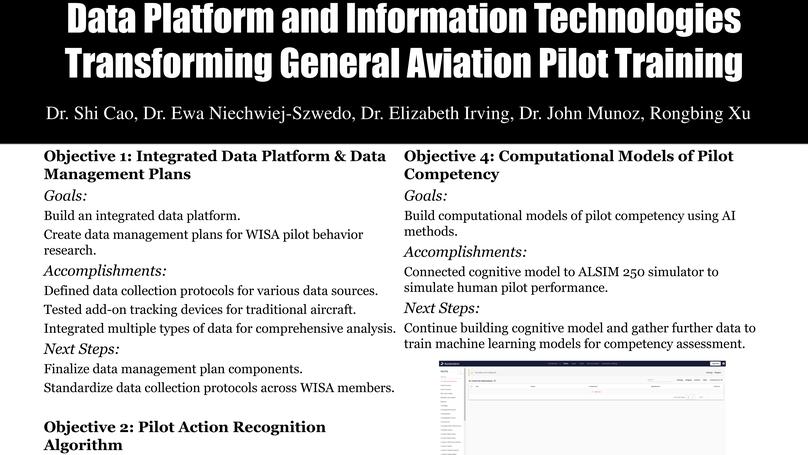 Data Platform and Information Technologies
Transforming General Aviation Pilot Training
Dr. Shi Cao, Dr. Ewa Niechwiej-Szwedo, Dr. Elizabeth Irving, Dr. John Munoz, Rongbing Xu
Objective 1: Integrated Data Platform & Data
Management Plans
Goals:
Build an integrated data platform.
Create data management plans for WISA pilot behavior
research.
Accomplishments:
Defined data collection protocols for various data sources.
Tested add-on tracking devices for traditional aircraft.
Integrated multiple types of data for comprehensive analysis.
Next Steps:
Finalize data management plan components.
Standardize data collection protocols across WISA members.
Objective 2: Pilot Action Recognition
Algorithm
Objective 4: Computational Models of Pilot
Competency
Goals:
Build computational models of pilot competency using AI
methods.
Accomplishments:
Connected cognitive model to ALSIM 250 simulator to
simulate human pilot performance.
Next Steps:
Continue building cognitive model and gather further data to
train machine learning models for competency assessment.